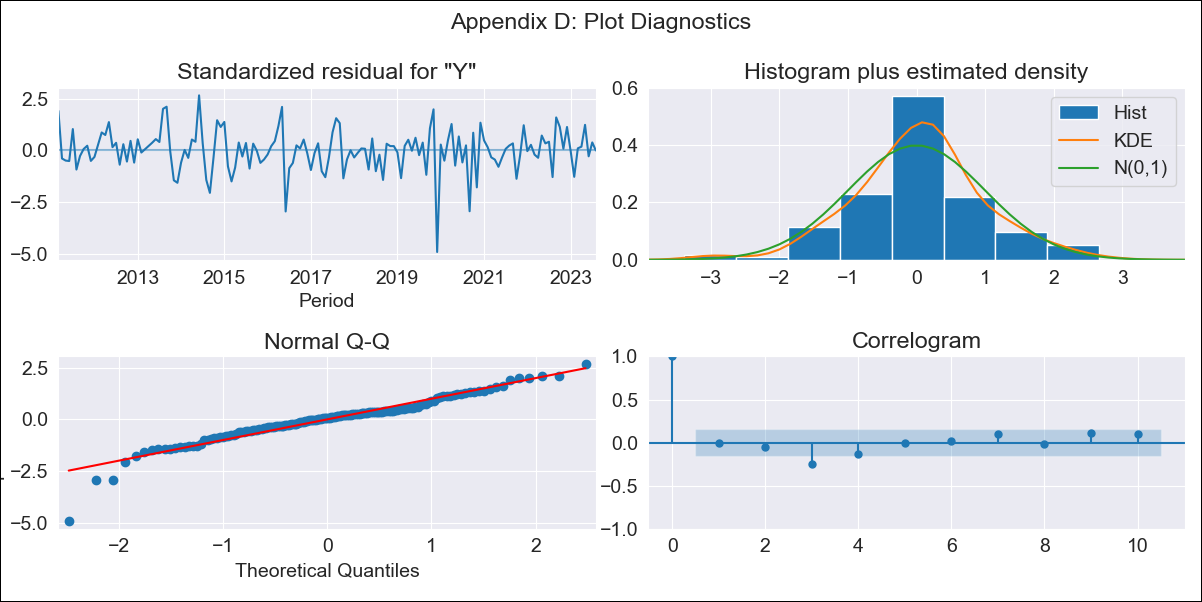 Appendix D: Plot Diagnostics
Standardized residual for "Y"
2.5
0.0
−2.5
−5.0
2013 2015 2017 2019 2021 2023
Period
Histogram plus estimated density
0.6
0.4
0.2
0.0
−3 −2 −1 0 1 2 3
Hist
KDE
N(0,1)
Normal Q-Q
2.5
0.0
−2.5
−5.0
−2 −1 0 1 2
Theoretical Quantiles
Correlogram
1.0
0.5
0.0
−0.5
−1.0
0 2 4 6 8 10